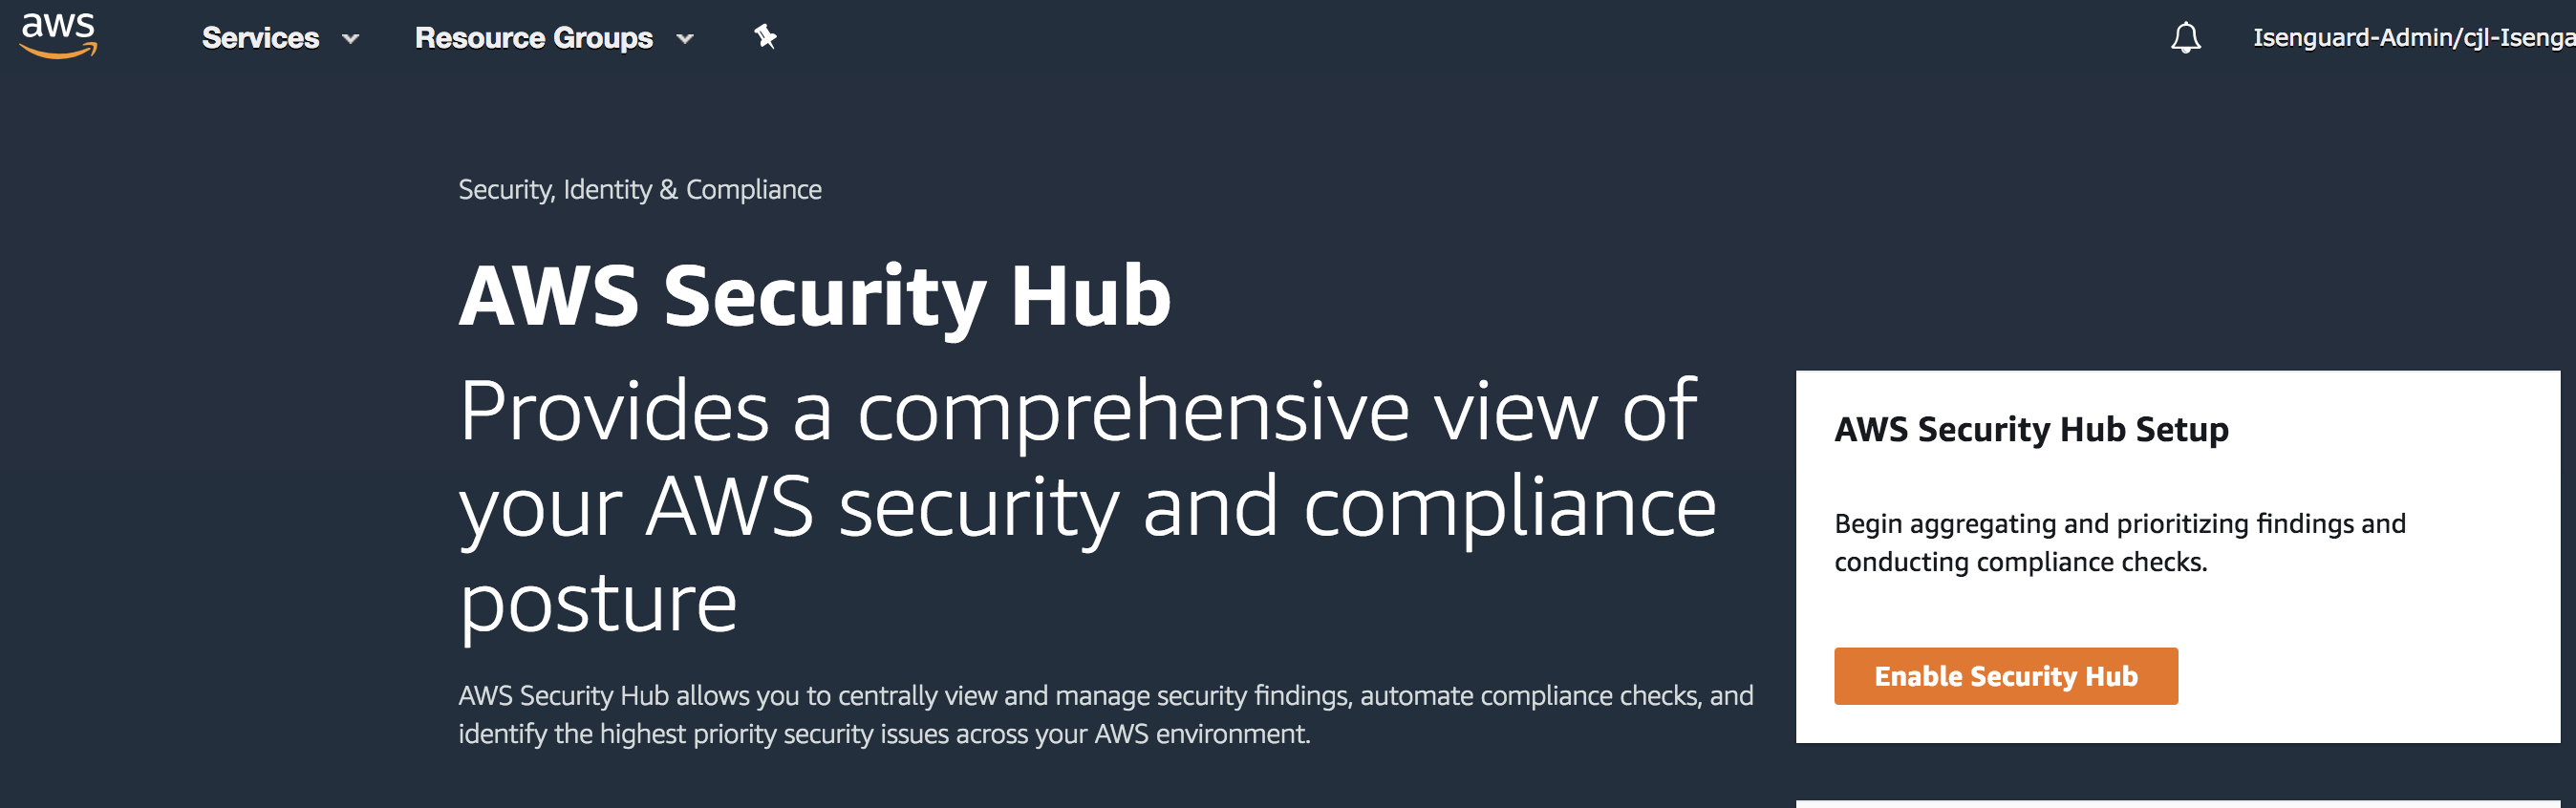 aws
Services
Resource Groups
Isenguard-Admin/cjl-Isenga
Security, Identity & Compliance
AWS Security Hub
Provides a comprehensive view of
your AWS security and compliance
posture
AWS Security Hub allows you to centrally view and manage security findings, automate compliance checks, and
identify the highest priority security issues across your AWS environment.
AWS Security Hub Setup
Begin aggregating and prioritizing findings and
conducting compliance checks.
Enable Security Hub